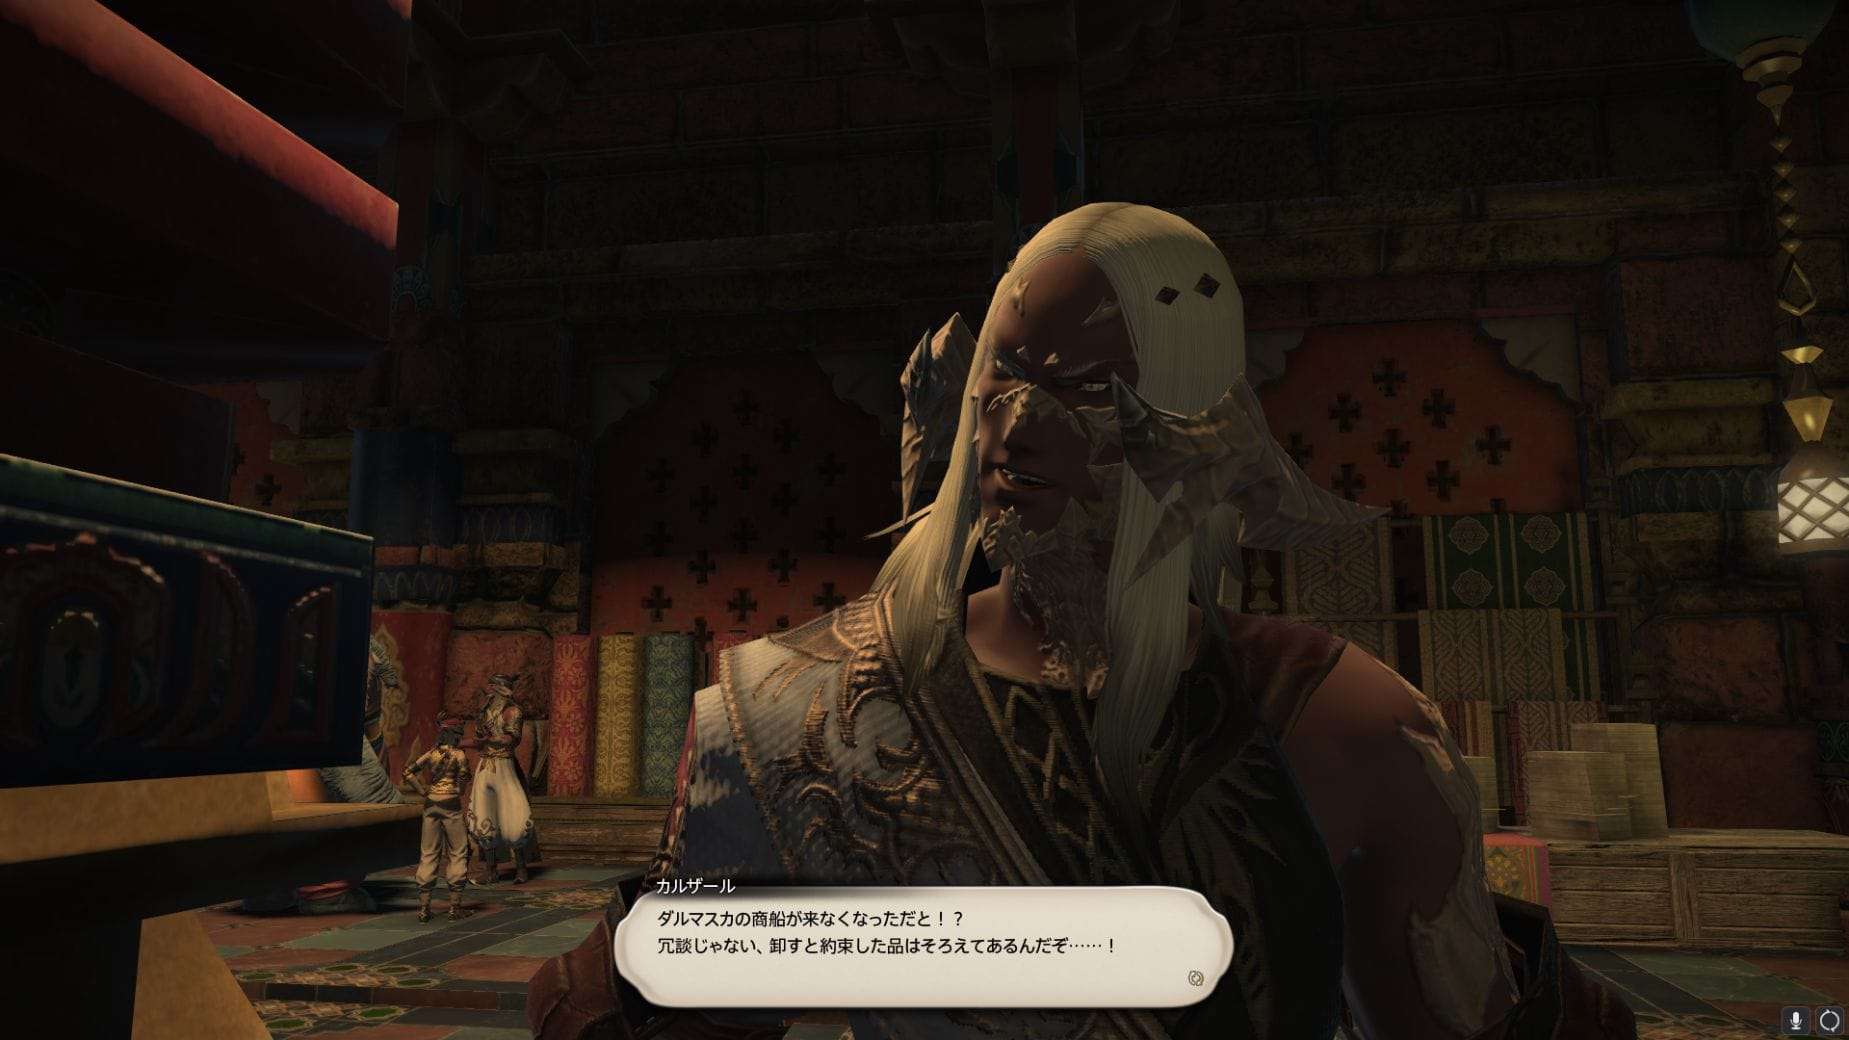 カルザール
ダルマスカの商船が来なくなっただと！？
冗談じゃない、卸すと約束した品はそろえてあるんだぞ……！